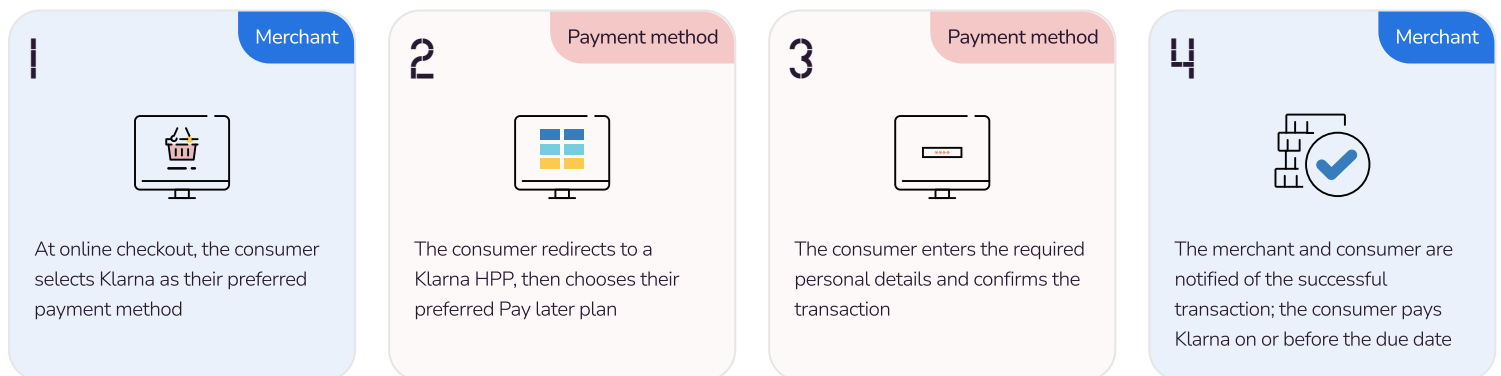 1
Merchant
At online checkout, the consumer
selects Klarna as their preferred
payment method
2
Payment method
The consumer redirects to a
Klarna HPP, then chooses their
preferred Pay later plan
3
Payment method
****
The consumer enters the required
personal details and confirms the
transaction
4
Merchant
The merchant and consumer are
notified of the successful
transaction; the consumer pays
Klarna on or before the due date